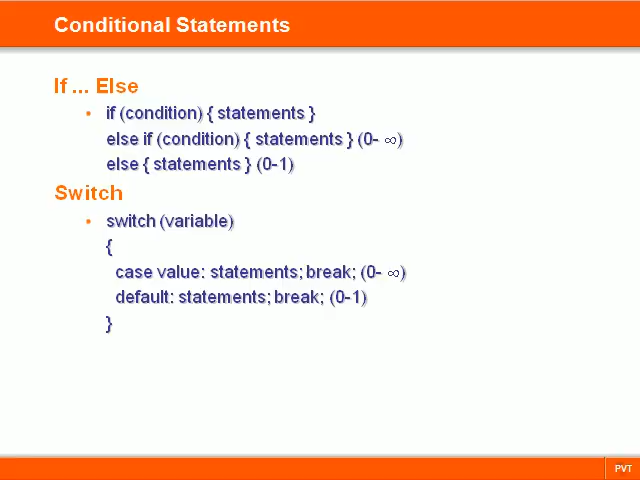 Conditional Statements
If ... Else
• if (condition) { statements }
else if (condition) { statements } (0- ∞)
else { statements } (0-1)
Switch
• switch (variable)
{
case value: statements; break; (0- ∞)
default: statements; break; (0-1)
}
PVT